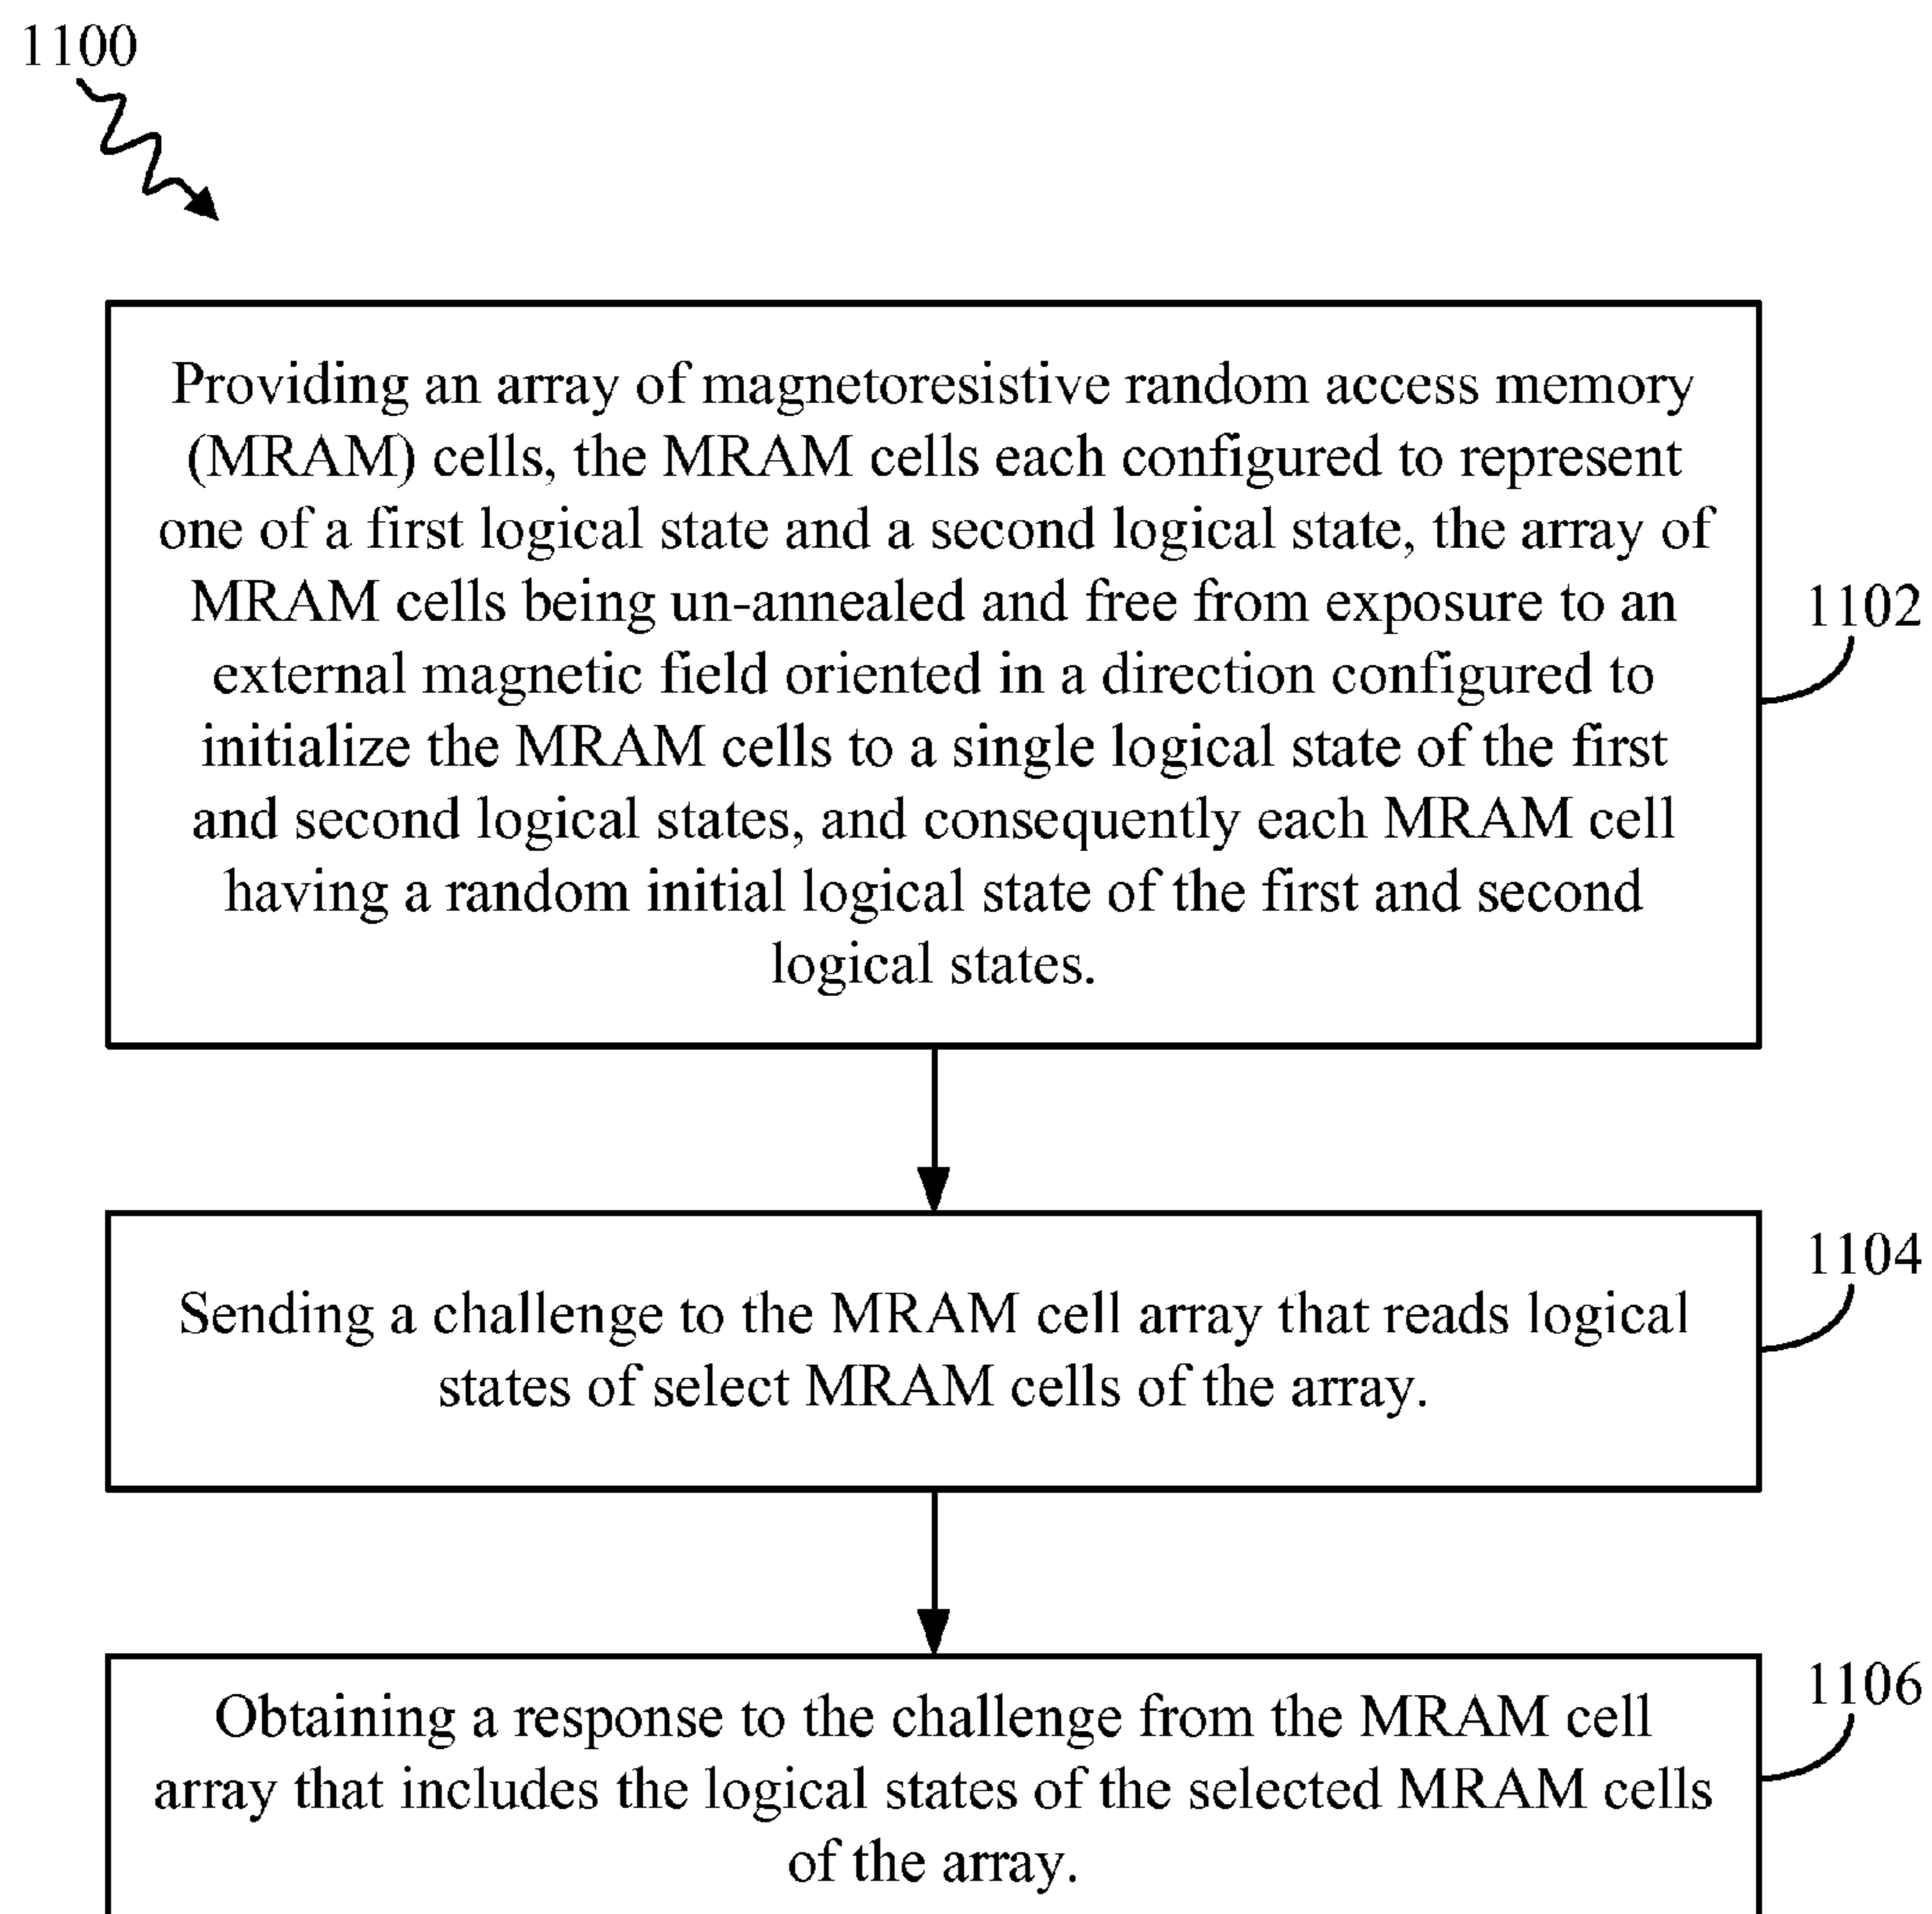 1100
Providing an array of magnetoresistive random access memory
(MRAM) cells, the MRAM cells each configured to represent
one of a first logical state and a second logical state, the array of
MRAM cells being un-annealed and free from exposure to an
external magnetic field oriented in a direction configured to
initialize the MRAM cells to a single logical state of the first
and second logical states, and consequently each MRAM cell
having a random initial logical state of the first and second
logical states.
1102
Sending a challenge to the MRAM cell array that reads logical
states of select MRAM cells of the array.
1104
Obtaining a response to the challenge from the MRAM cell
array that includes the logical states of the selected MRAM cells
of the array.
1106